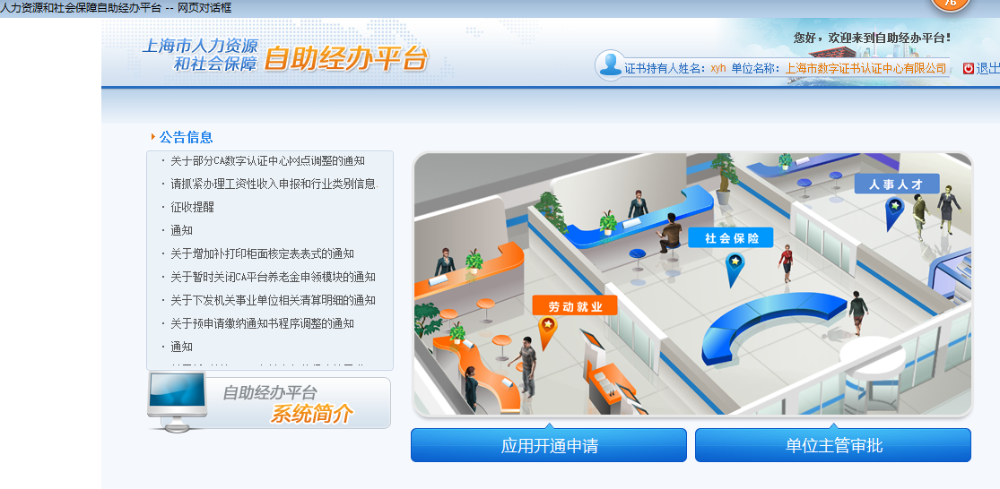 人力资源和社会保障自助经办平台 -- 网页对话框
76
上海市人力资源
和社会保障
自助经办平台
您好，欢迎来到自助经办平台！
证书持有人姓名：xyh 单位名称：上海市数字证书认证中心有限公司
退出
公告信息
· 关于部分CA数字认证中心网点调整的通知
· 请抓紧办理工资性收入申报和行业类别信息.
· 征收提醒
· 通知
· 关于增加补打印柜面核定表表式的通知
· 关于暂时关闭CA平台养老金申领模块的通知
· 关于下发机关事业单位相关清算明细的通知
· 关于预申请缴纳通知书程序调整的通知
· 通知
自助经办平台
系统简介
人事人才
社会保险
劳动就业
应用开通申请
单位主管审批